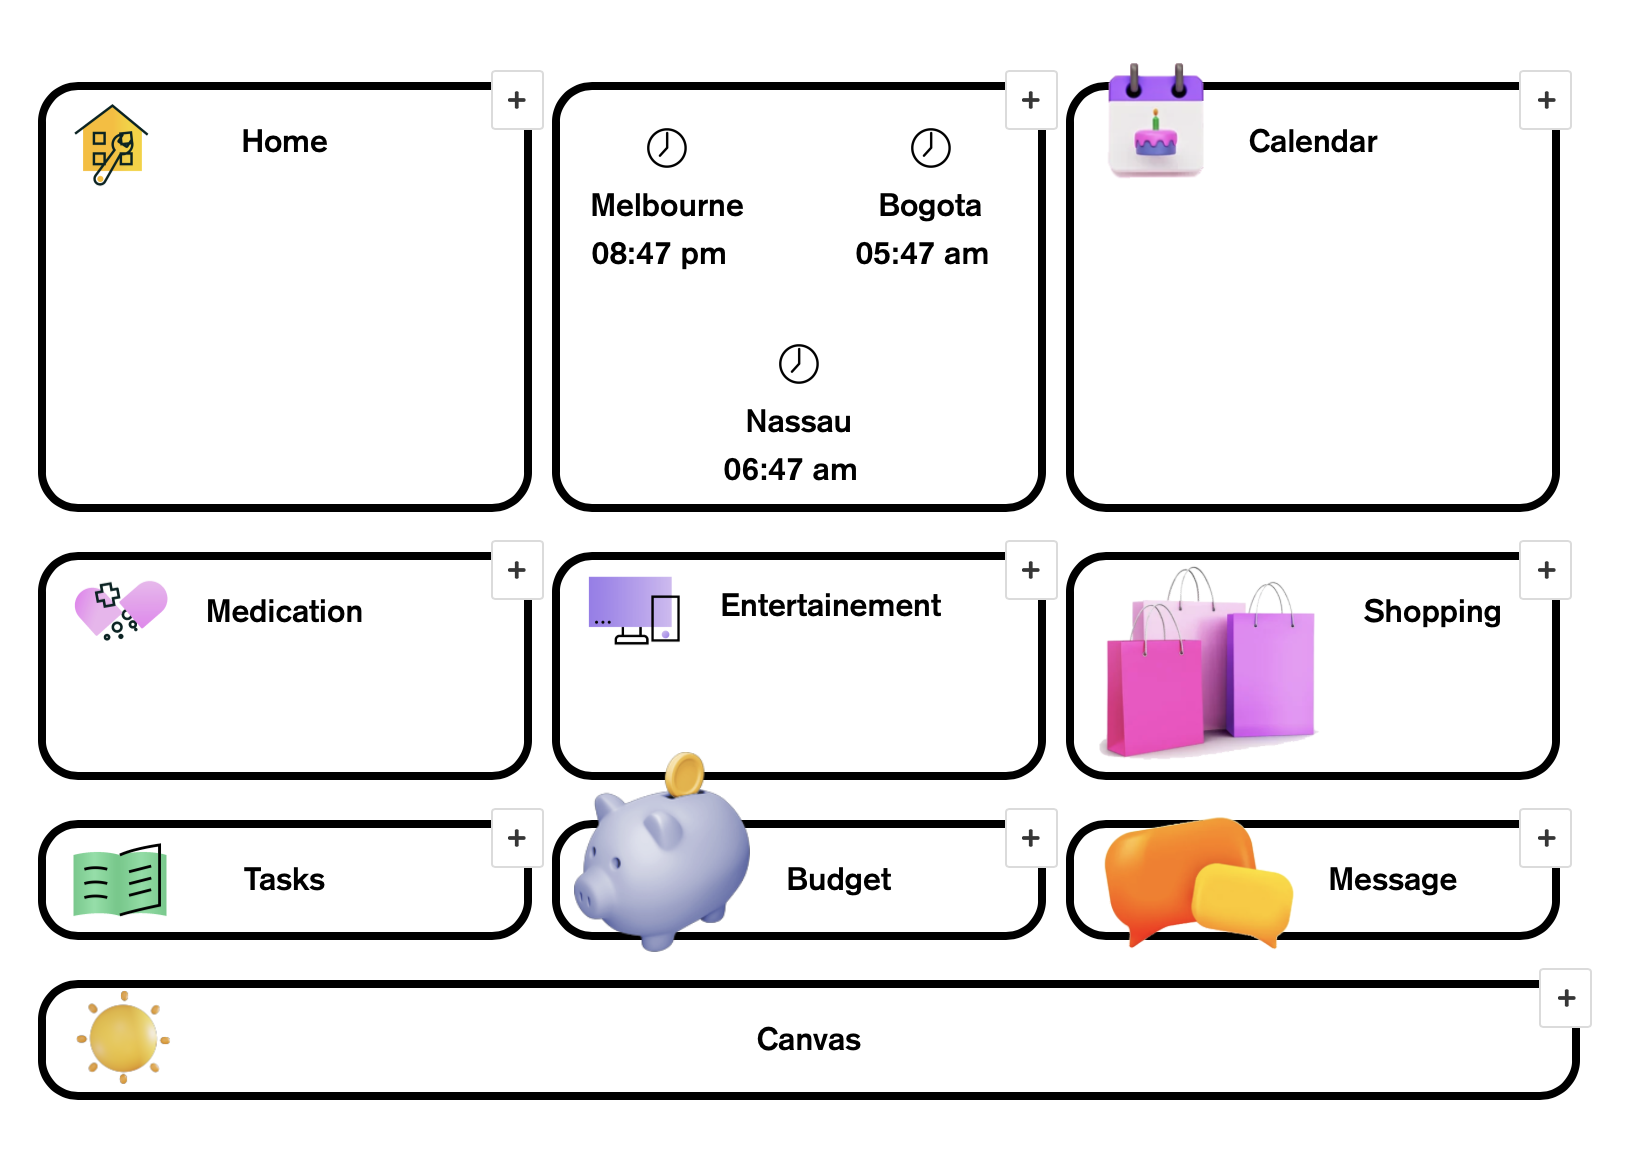 Home
Melbourne
08:47 pm
Bogota
05:47 am
Nassau
06:47 am
Calendar
Medication
Entertainement
Shopping
Tasks
Budget
Message
Canvas